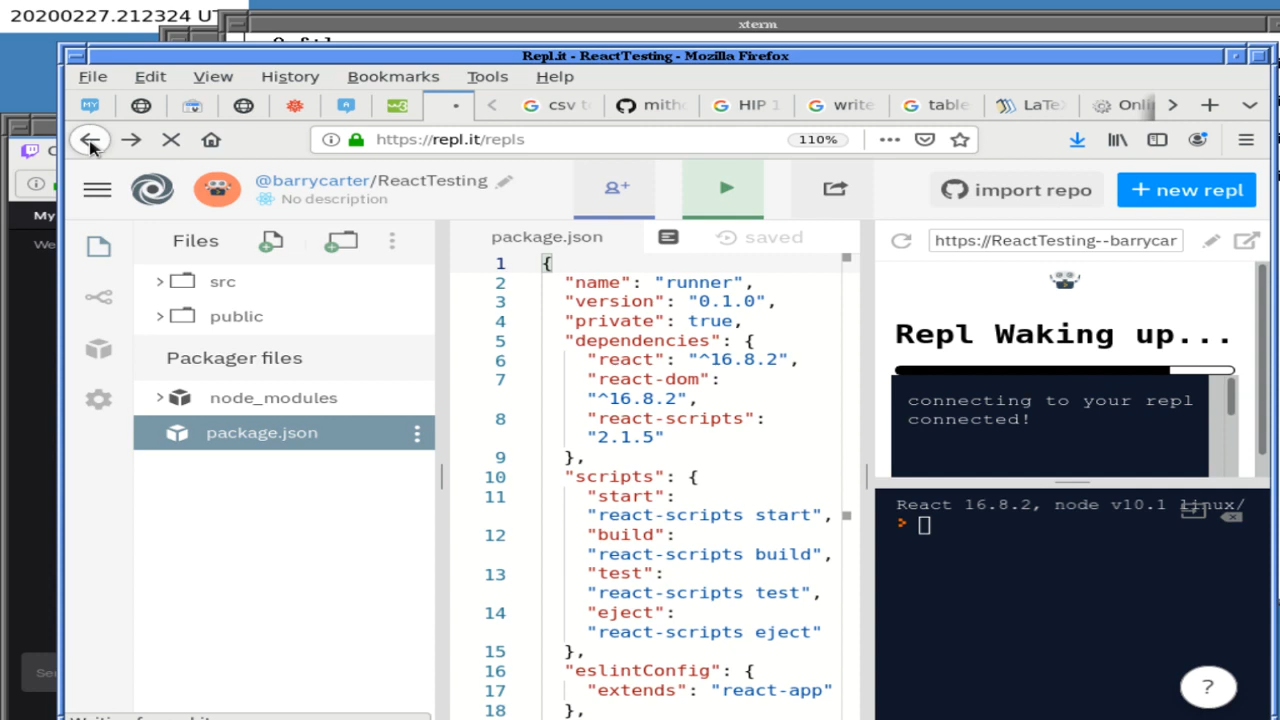 20200227.212324 U
xterm
Repl.it - ReactTesting - Mozilla Firefox
File Edit View History Bookmarks Tools Help
csv t mith HIP 1 write table LaTe Onli
https://repl.it/repls 110%
@barrycarter/ReactTesting
No description
import repo + new repl
My
We
Files
src
public
Packager files
node_modules
package.json
package.json saved
1 {
2 "name": "runner",
3 "version": "0.1.0",
4 "private": true,
5 "dependencies": {
6 "react": "^16.8.2",
7 "react-dom":
"^16.8.2",
8 "react-scripts":
"2.1.5"
9 },
10 "scripts": {
11 "start":
"react-scripts start",
12 "build":
"react-scripts build",
13 "test":
"react-scripts test",
14 "eject":
"react-scripts eject"
15 },
16 "eslintConfig": {
17 "extends": "react-app"
18 },
https://ReactTesting--barrycar
Repl Waking up...
connecting to your repl
connected!
React 16.8.2, node v10.1 linux/
>
?
Sen